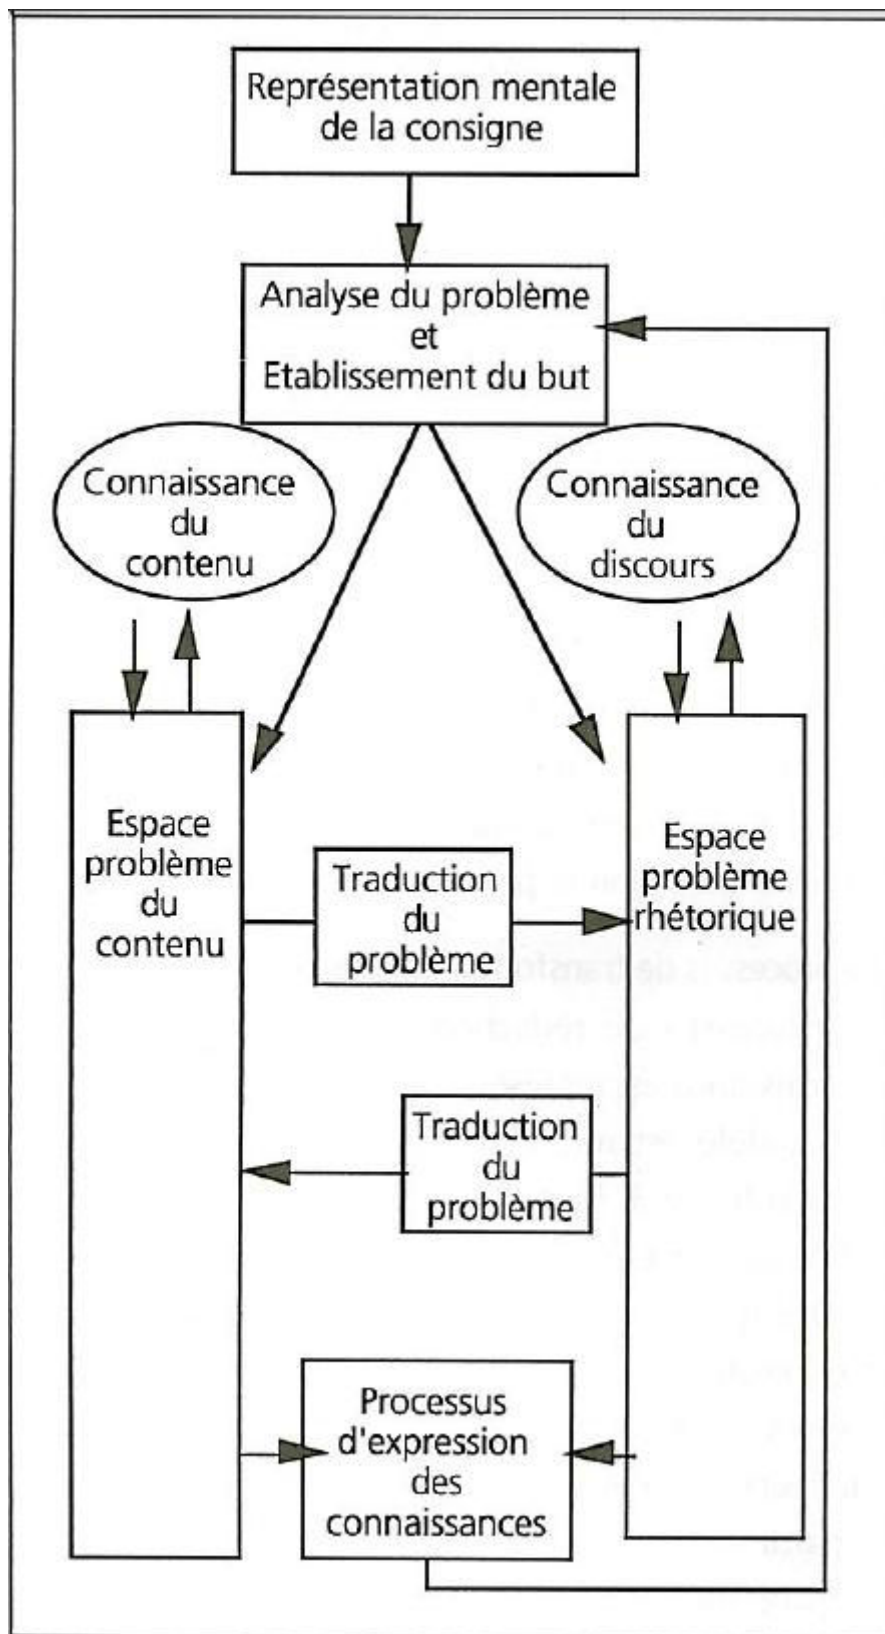 Représentation mentale
de la consigne
Analyse du problème
et
Etablissement du but
Connaissance
du
contenu
Connaissance
du
discours
Espace
problème
du
contenu
Traduction
du
problème
Espace
problème
rhétorique
Traduction
du
problème
Processus
d'expression
des
connaissances